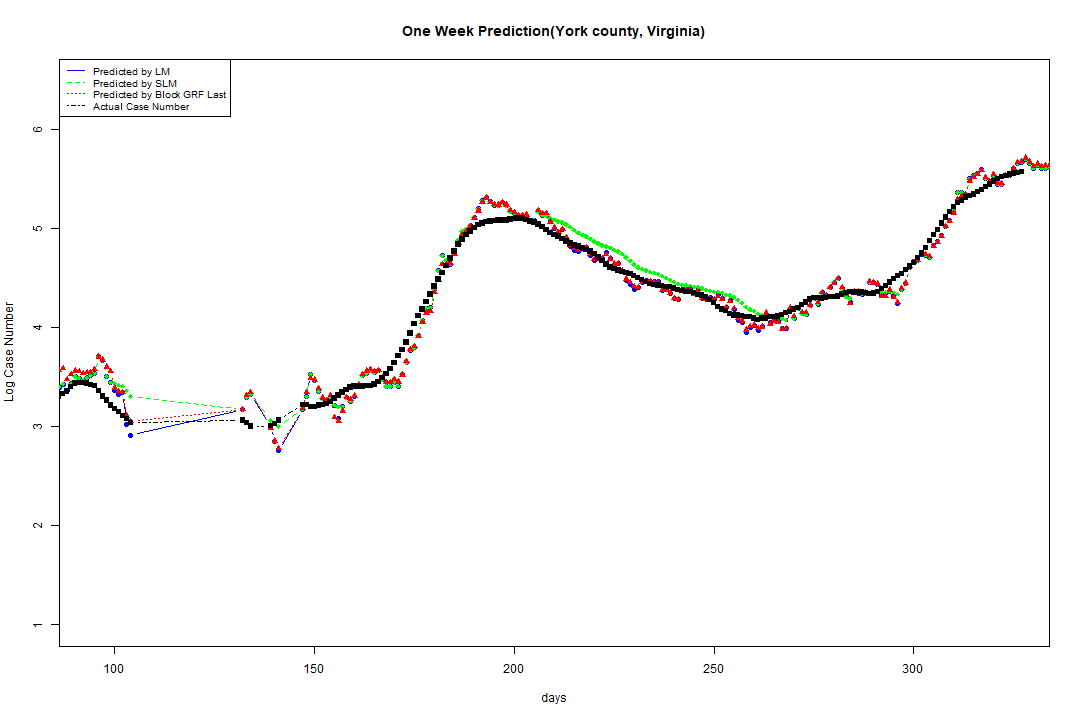 One Week Prediction(York county, Virginia)
Predicted by LM
Predicted by SLM
Predicted by Block GRF Last
Actual Case Number
Log Case Number
6
5
4
3
2
1
100 150 200 250 300
days